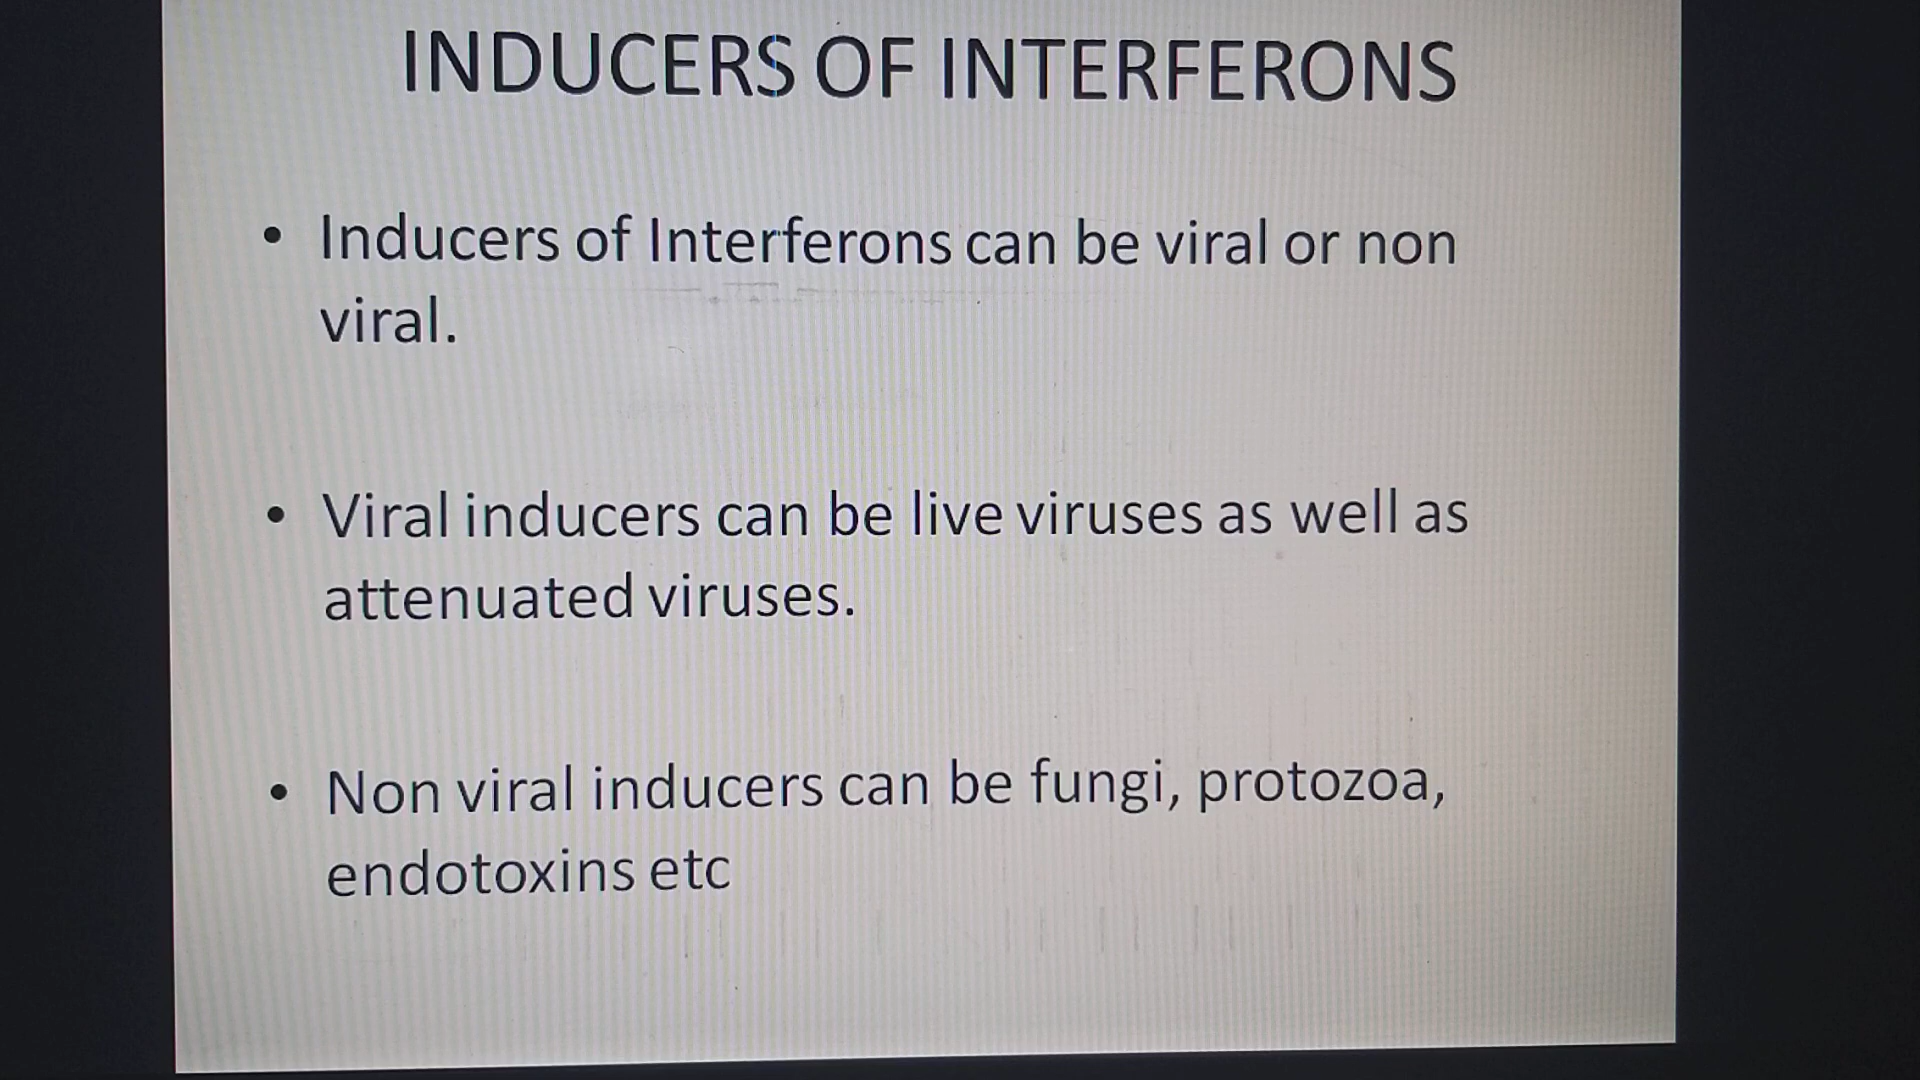 INDUCERS OF INTERFERONS
• Inducers of Interferons can be viral or non
viral.
• Viral inducers can be live viruses as well as
attenuated viruses.
• Non viral inducers can be fungi, protozoa,
endotoxins etc